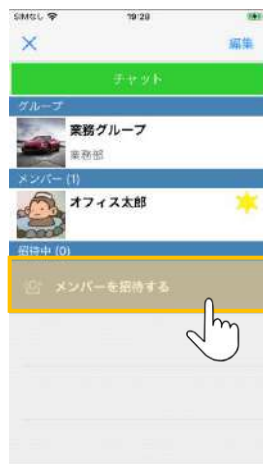 SIMなし 19:28
編集
チャット
グループ
業務グループ
業務部
メンバー (1)
オフィス太郎
招待中 (0)
メンバーを招待する